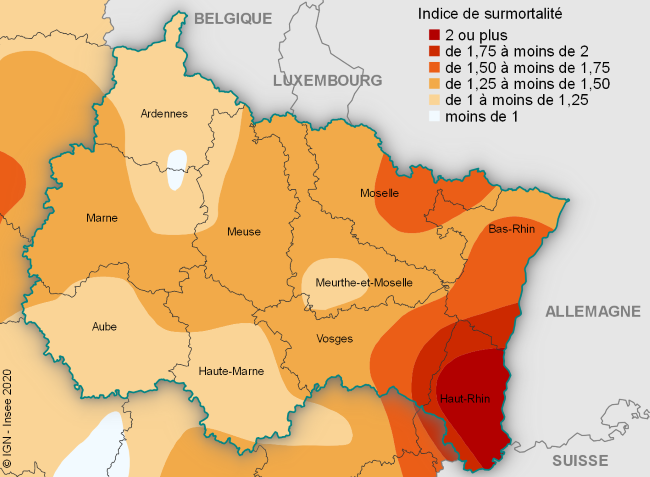 BELGIQUE
Indice de surmortalité
2 ou plus
de 1,75 à moins de 2
de 1,50 à moins de 1,75
de 1,25 à moins de 1,50
de 1 à moins de 1,25
moins de 1
LUXEMBOURG
Ardennes
Moselle
Marne
Meuse
Bas-Rhin
Meurthe-et-Moselle
ALLEMAGNE
Aube
Vosges
Haute-Marne
Haut-Rhin
SUISSE
© IGN - Insee 2020